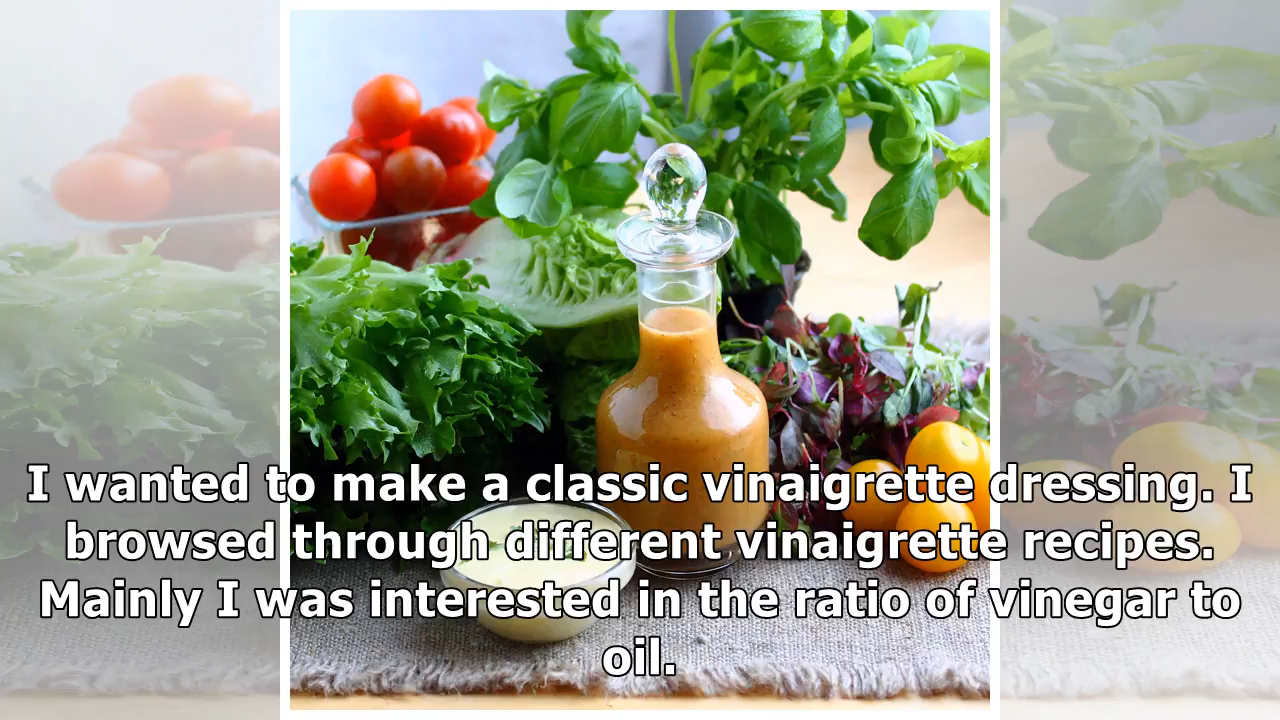 I wanted to make a classic vinaigrette dressing. I
browsed through different vinaigrette recipes.
Mainly I was interested in the ratio of vinegar to
oil.